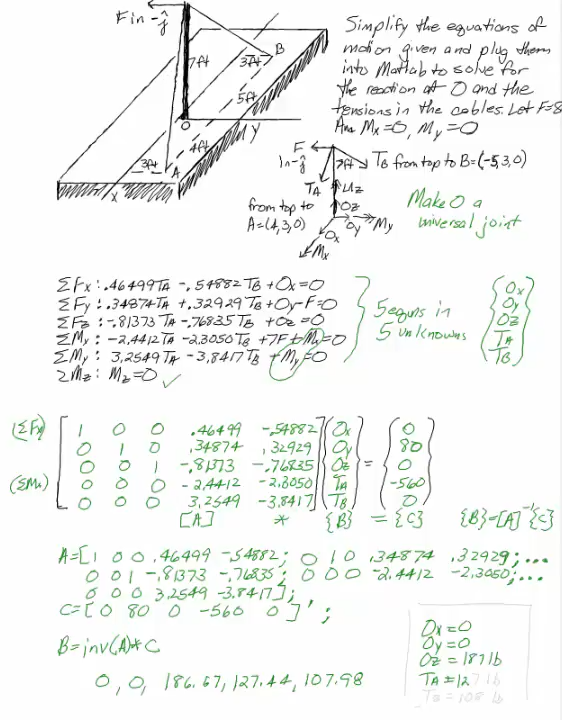 F in -ĵ
Simplify the equations of
motion given and plug them
into Matlab to solve for
the reaction at O and the
tensions in the cables. Let F=8
Ans Mx=0, My=0
7ft
3ft
B
5ft
O
y
4ft
3ft
A
x
F
in -ĵ
7ft
TB from top to B=(-5,3,0)
TA
Mz
from top to
A=(4,3,0)
Oz
Oy
My
Ox
Mx
Make O a
universal joint
ΣFx: .46499TA -.54882TB +Ox=0
ΣFy: .34874TA +.32929TB +Oy-F=0
ΣFz: -.81373TA -.76835TB +Oz=0
ΣMy: -2.4412TA -2.3050TB +7F+Mx=0
ΣMy: 3.2549TA -3.8417TB +My=0
ΣMz: Mz=0 ✓
5 equns in
5 unknowns
Ox
Oy
Oz
TA
TB
(ΣFx)
1 0 0 .46499 -.54882 Ox 0
0 1 0 .34874 .32929 Oy 80
0 0 1 -.81373 -.76835 Oz = 0
(ΣMx) 0 0 0 -2.4412 -2.3050 TA -560
0 0 0 3.2549 -3.8417 TB 0
[A] * {B} = {C} {B}=[A]⁻¹{C}
A=[1 0 0 .46499 -.54882; 0 1 0 .34874 .32929;...
0 0 1 -.81373 -.76835; 0 0 0 -2.4412 -2.3050;...
0 0 0 3.2549 -3.8417];
C=[0 80 0 -560 0]';
B=inv(A)*C
0, 0, 186.67, 127.44, 107.98
Ox=0
Oy=0
Oz=187 lb
TA=127 lb
TB=108 lb